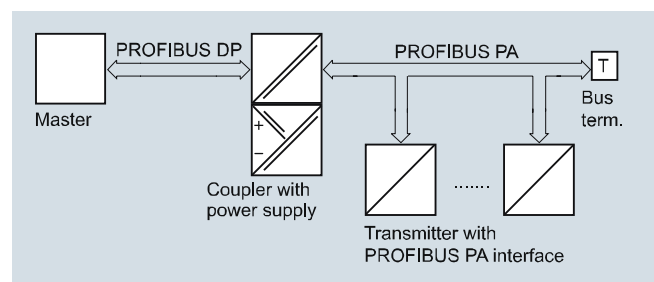 PROFIBUS DP
PROFIBUS PA
T
Master
Bus
term.
+
−
Coupler with
power supply
.......
Transmitter with
PROFIBUS PA interface